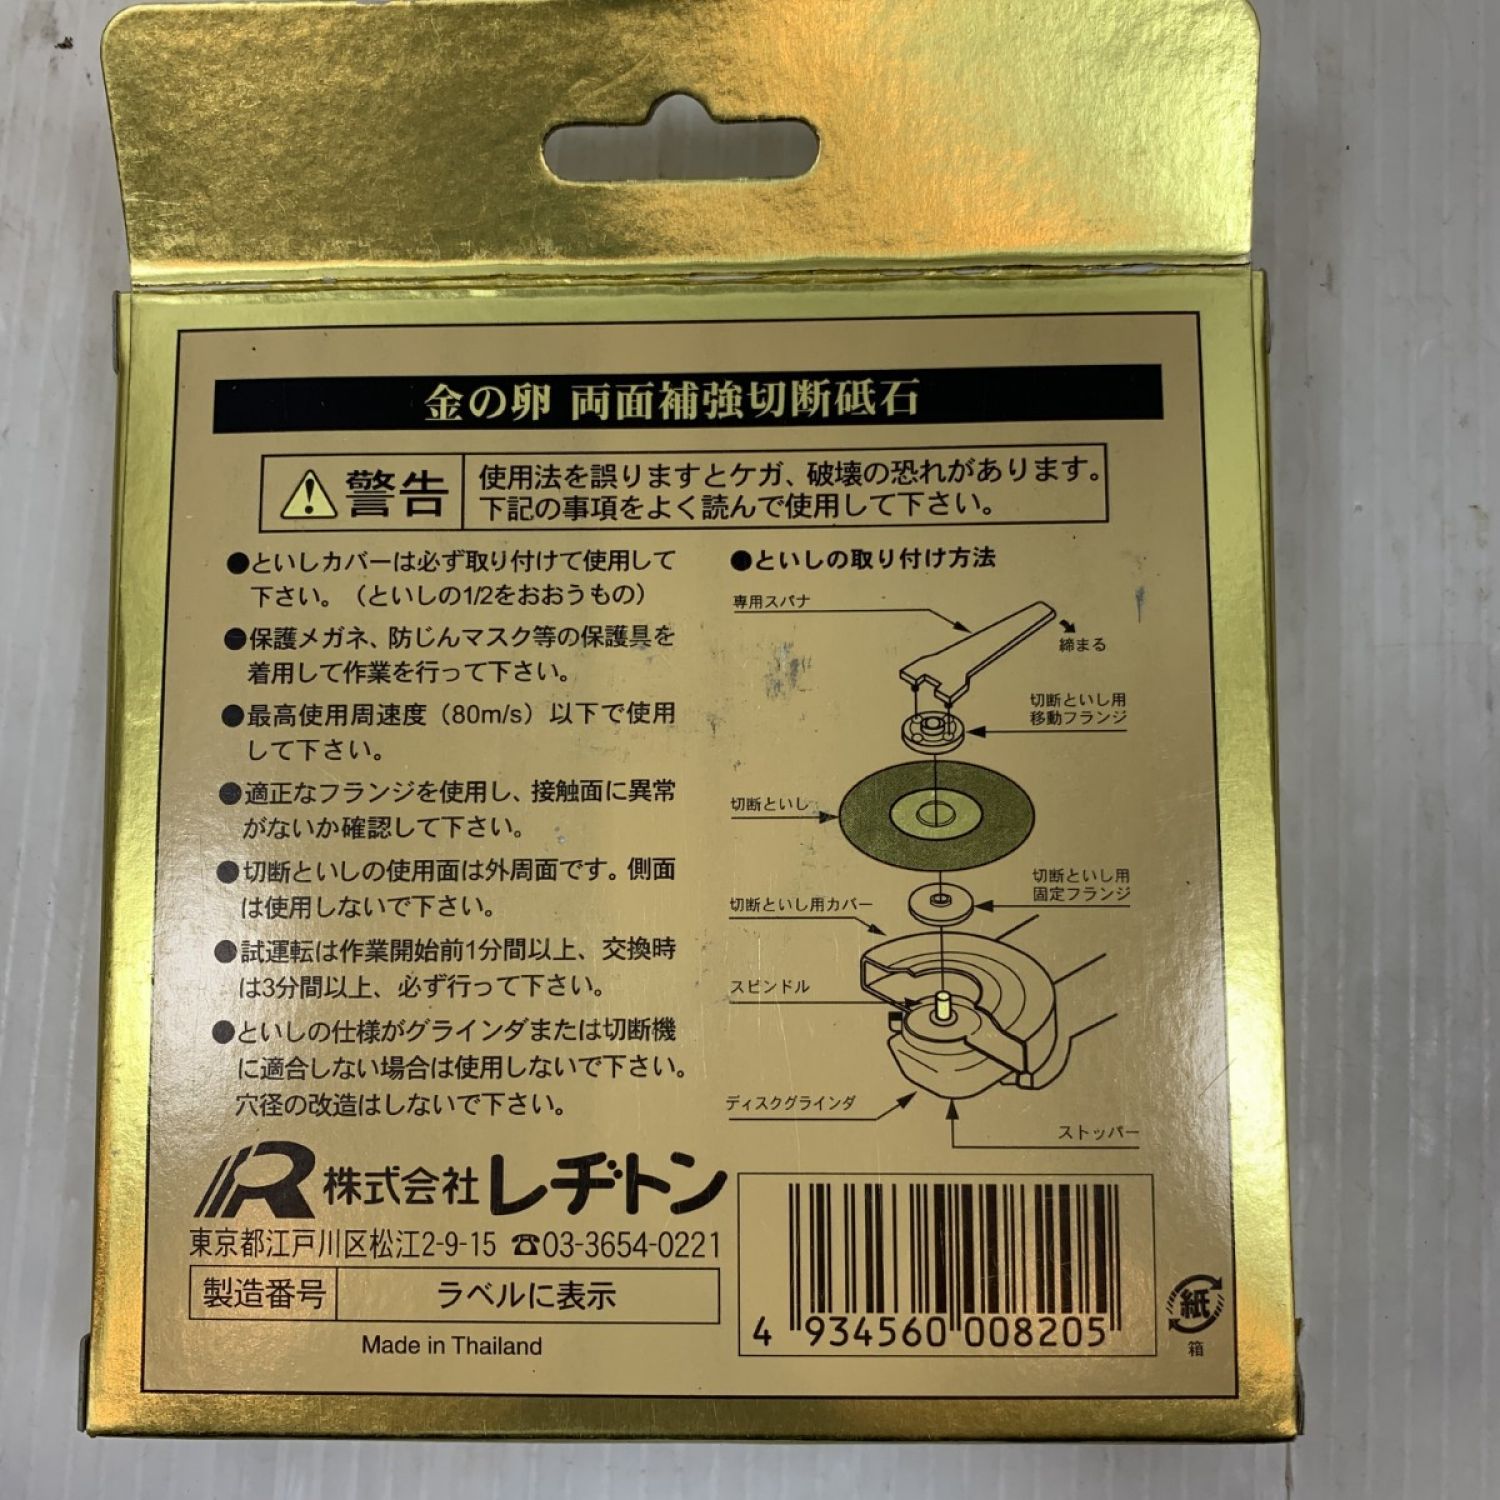 金の卵 両面補強切断砥石
警告
使用法を誤りますとケガ、破壊の恐れがあります。
下記の事項をよく読んで使用して下さい。
●といしカバーは必ず取り付けて使用して
下さい。（といしの1/2をおおうもの）
●保護メガネ、防じんマスク等の保護具を
着用して作業を行って下さい。
●最高使用周速度（80m/s）以下で使用
して下さい。
●適正なフランジを使用し、接触面に異常
がないか確認して下さい。
●切断といしの使用面は外周面です。側面
は使用しないで下さい。
●試運転は作業開始前1分間以上、交換時
は3分間以上、必ず行って下さい。
●といしの仕様がグラインダまたは切断機
に適合しない場合は使用しないで下さい。
穴径の改造はしないで下さい。
●といしの取り付け方法
専用スパナ
締まる
切断といし用
移動フランジ
切断といし
切断といし用
固定フランジ
切断といし用カバー
スピンドル
ディスクグラインダ
ストッパー
R 株式会社レヂトン
東京都江戸川区松江2-9-15 ☎03-3654-0221
製造番号 ラベルに表示
Made in Thailand
4 934560 008205
紙
箱